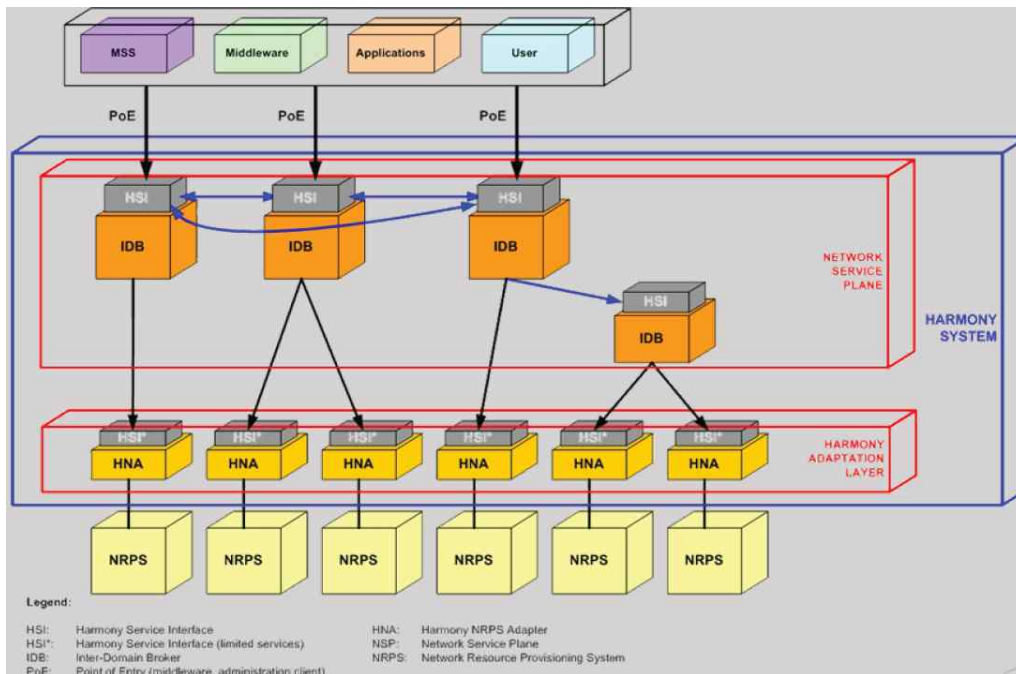 MSS Middleware Applications User
PoE PoE PoE
HSI HSI HSI
IDB IDB IDB
NETWORK
SERVICE
PLANE
HSI
IDB
HARMONY
SYSTEM
HSI* HSI* HSI* HSI* HSI* HSI*
HNA HNA HNA HNA HNA HNA
HARMONY
ADAPTATION
LAYER
NRPS NRPS NRPS NRPS NRPS NRPS
Legend:
HSI: Harmony Service Interface HNA: Harmony NRPS Adapter
HSI*: Harmony Service Interface (limited services) NSP: Network Service Plane
IDB: Inter-Domain Broker NRPS: Network Resource Provisioning System
PoE: Point of Entry (middleware, administration client)